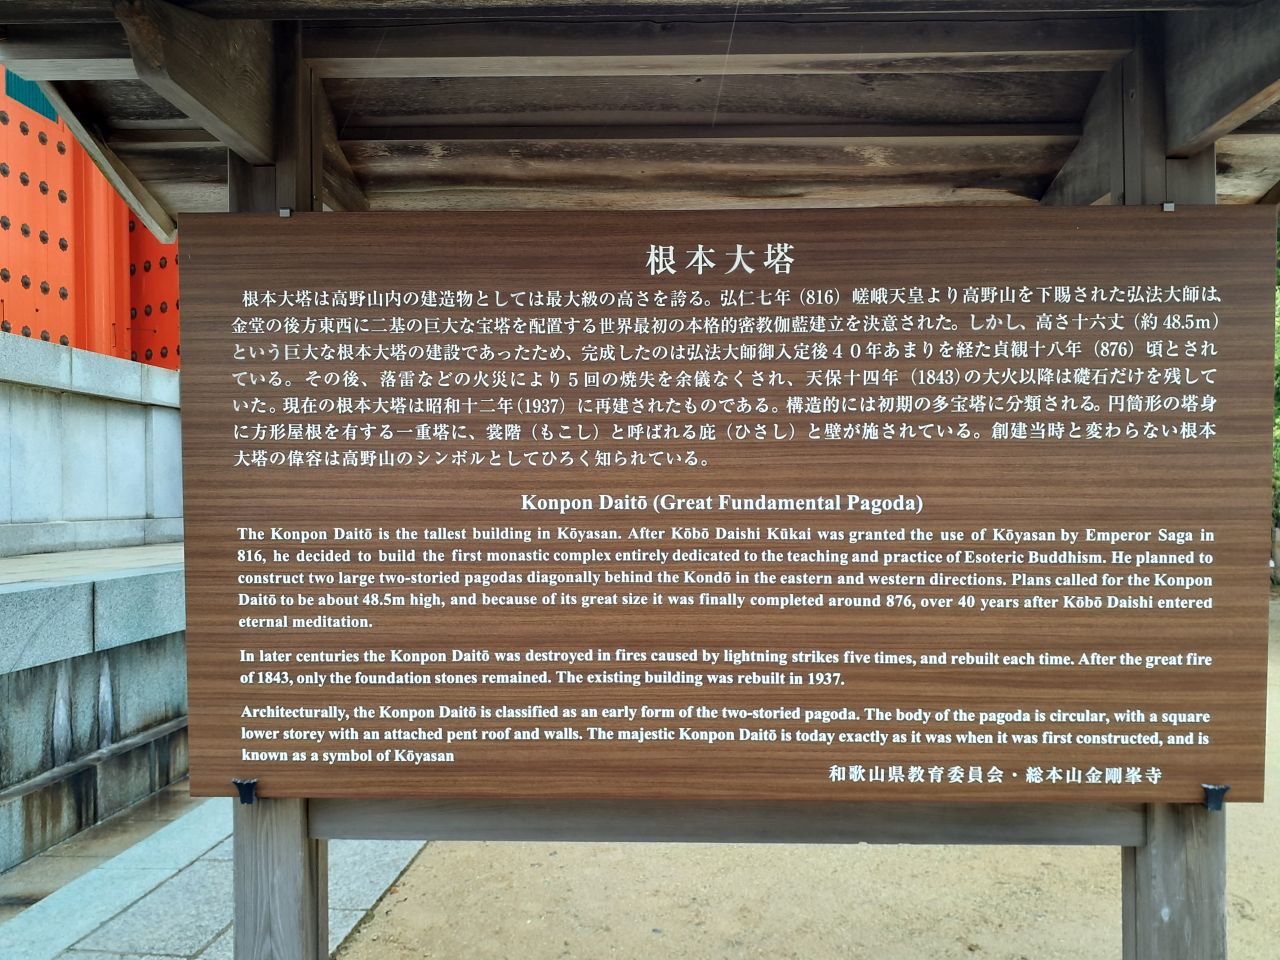 根本大塔
根本大塔は高野山内の建造物としては最大級の高さを誇る。弘仁七年（816）嵯峨天皇より高野山を下賜された弘法大師は、
金堂の後方東西に二基の巨大な宝塔を配置する世界最初の本格的密教伽藍建立を決意された。しかし、高さ十六丈（約 48.5m）
という巨大な根本大塔の建設であったため、完成したのは弘法大師御入定後４０年あまりを経た貞観十八年（876）頃とされ
ている。その後、落雷などの火災により５回の焼失を余儀なくされ、天保十四年（1843）の大火以降は礎石だけを残して
いた。現在の根本大塔は昭和十二年（1937）に再建されたものである。構造的には初期の多宝塔に分類される。円筒形の塔身
に方形屋根を有する一重塔に、裳階（もこし）と呼ばれる庇（ひさし）と壁が施されている。創建当時と変わらない根本
大塔の偉容は高野山のシンボルとしてひろく知られている。
Konpon Daitō (Great Fundamental Pagoda)
The Konpon Daitō is the tallest building in Kōyasan. After Kōbō Daishi Kūkai was granted the use of Kōyasan by Emperor Saga in
816, he decided to build the first monastic complex entirely dedicated to the teaching and practice of Esoteric Buddhism. He planned to
construct two large two-storied pagodas diagonally behind the Kondō in the eastern and western directions. Plans called for the Konpon
Daitō to be about 48.5m high, and because of its great size it was finally completed around 876, over 40 years after Kōbō Daishi entered
eternal meditation.
In later centuries the Konpon Daitō was destroyed in fires caused by lightning strikes five times, and rebuilt each time. After the great fire
of 1843, only the foundation stones remained. The existing building was rebuilt in 1937.
Architecturally, the Konpon Daitō is classified as an early form of the two-storied pagoda. The body of the pagoda is circular, with a square
lower storey with an attached pent roof and walls. The majestic Konpon Daitō is today exactly as it was when it was first constructed, and is
known as a symbol of Kōyasan
和歌山県教育委員会・総本山金剛峯寺